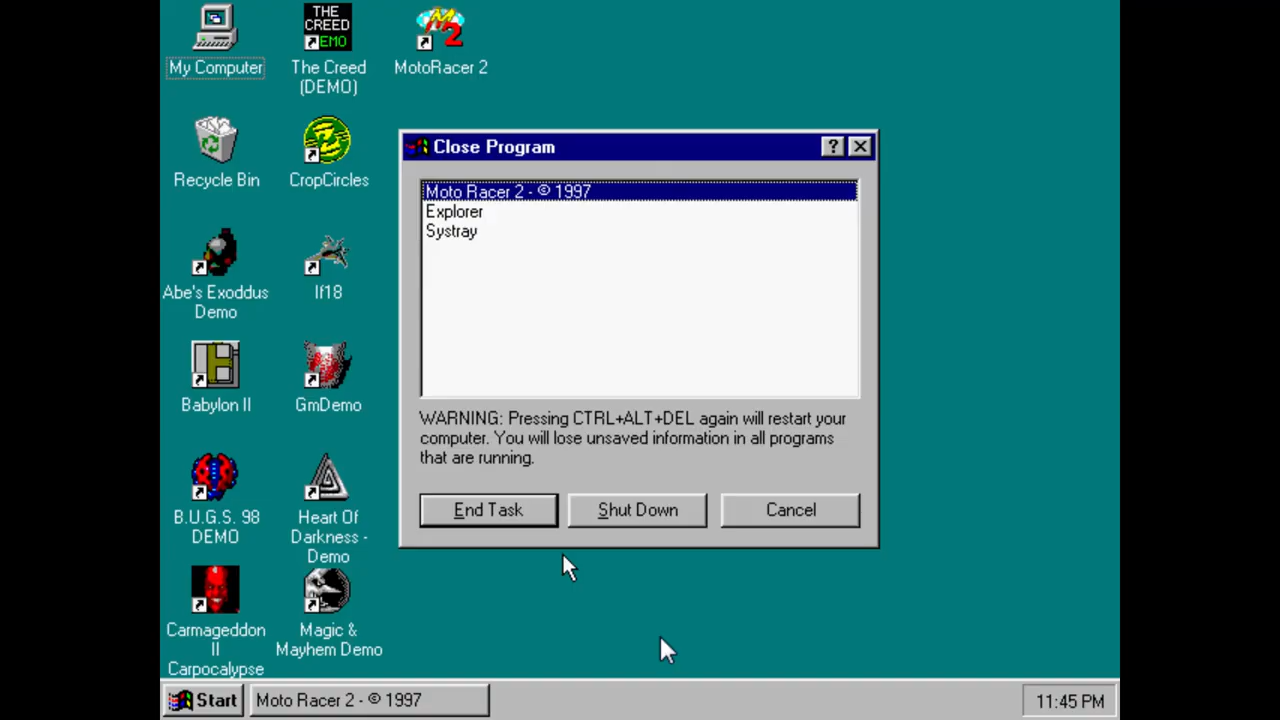 THE
CREED
DEMO
M2
My Computer
The Creed
(DEMO)
MotoRacer 2
Recycle Bin
CropCircles
Abe's Exoddus
Demo
If18
Babylon II
GmDemo
B.U.G.S. 98
DEMO
Heart Of
Darkness -
Demo
Carmageddon
II
Carpocalypse
Magic &
Mayhem Demo
Close Program
?
Moto Racer 2 - © 1997
Explorer
Systray
WARNING: Pressing CTRL+ALT+DEL again will restart your
computer. You will lose unsaved information in all programs
that are running.
End Task
Shut Down
Cancel
Start
Moto Racer 2 - © 1997
11:45 PM